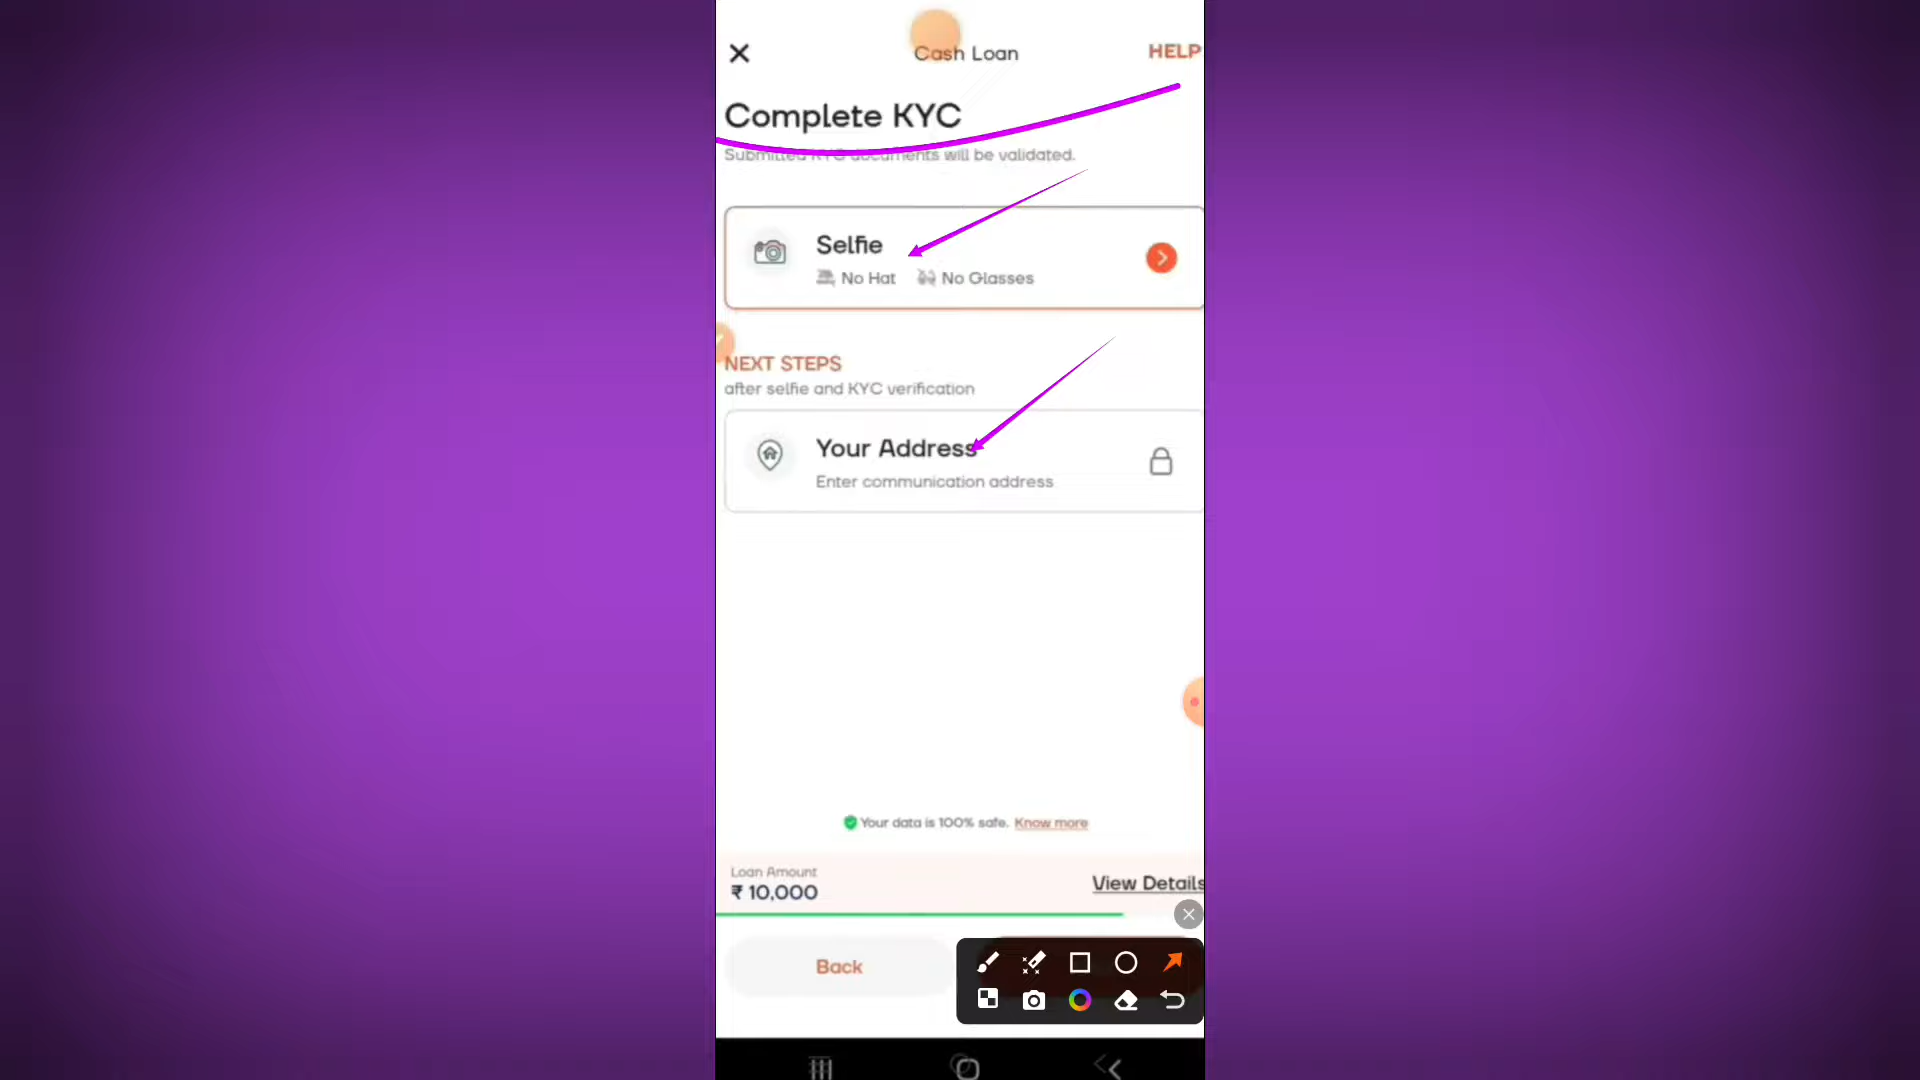 Cash Loan
HELP
Complete KYC
Submitted KYC documents will be validated.
Selfie
No Hat
No Glasses
NEXT STEPS
after selfie and KYC verification
Your Address
Enter communication address
Your data is 100% safe. Know more
Loan Amount
₹ 10,000
View Details
Back